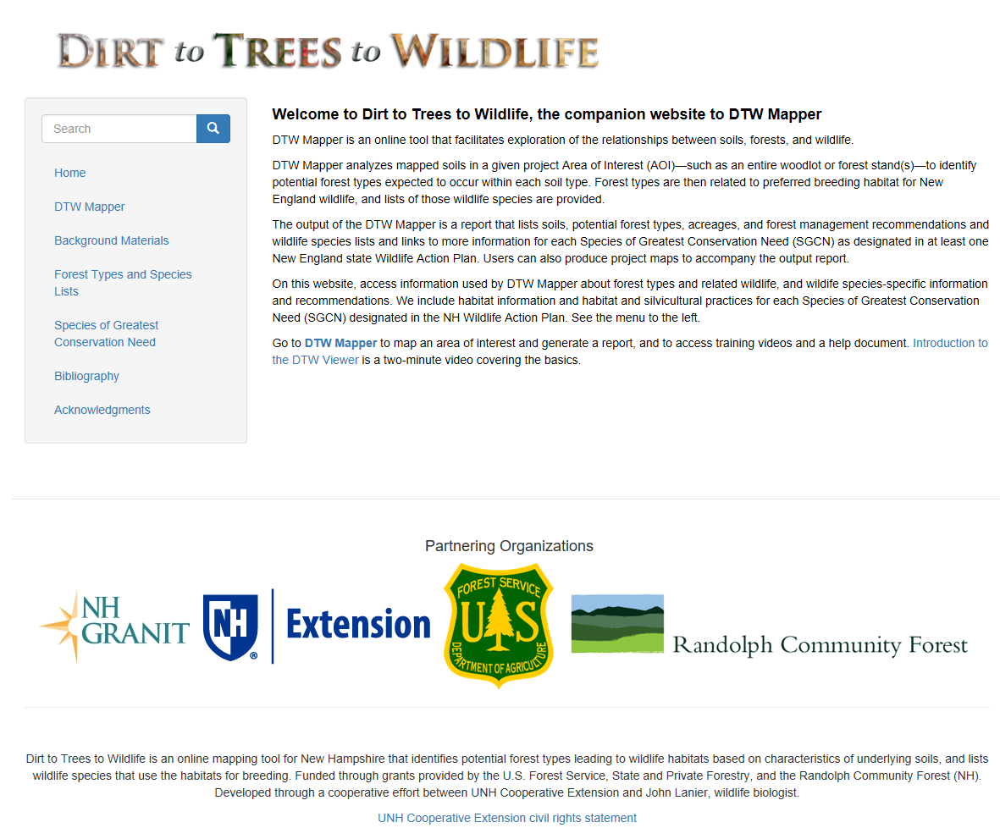 DIRT to TREES to WILDLIFE
Search
Home
DTW Mapper
Background Materials
Forest Types and Species
Lists
Species of Greatest
Conservation Need
Bibliography
Acknowledgments
Welcome to Dirt to Trees to Wildlife, the companion website to DTW Mapper
DTW Mapper is an online tool that facilitates exploration of the relationships between soils, forests, and wildlife.
DTW Mapper analyzes mapped soils in a given project Area of Interest (AOI)—such as an entire woodlot or forest stand(s)—to identify
potential forest types expected to occur within each soil type. Forest types are then related to preferred breeding habitat for New
England wildlife, and lists of those wildlife species are provided.
The output of the DTW Mapper is a report that lists soils, potential forest types, acreages, and forest management recommendations and
wildlife species lists and links to more information for each Species of Greatest Conservation Need (SGCN) as designated in at least one
New England state Wildlife Action Plan. Users can also produce project maps to accompany the output report.
On this website, access information used by DTW Mapper about forest types and related wildlife, and wildife species-specific information
and recommendations. We include habitat information and habitat and silvicultural practices for each Species of Greatest Conservation
Need (SGCN) designated in the NH Wildlife Action Plan. See the menu to the left.
Go to DTW Mapper to map an area of interest and generate a report, and to access training videos and a help document. Introduction to
the DTW Viewer is a two-minute video covering the basics.
Partnering Organizations
NH
GRANIT
NH
®
Extension
FOREST SERVICE
US
DEPARTMENT OF AGRICULTURE
Randolph Community Forest
Dirt to Trees to Wildlife is an online mapping tool for New Hampshire that identifies potential forest types leading to wildlife habitats based on characteristics of underlying soils, and lists
wildlife species that use the habitats for breeding. Funded through grants provided by the U.S. Forest Service, State and Private Forestry, and the Randolph Community Forest (NH).
Developed through a cooperative effort between UNH Cooperative Extension and John Lanier, wildlife biologist.
UNH Cooperative Extension civil rights statement